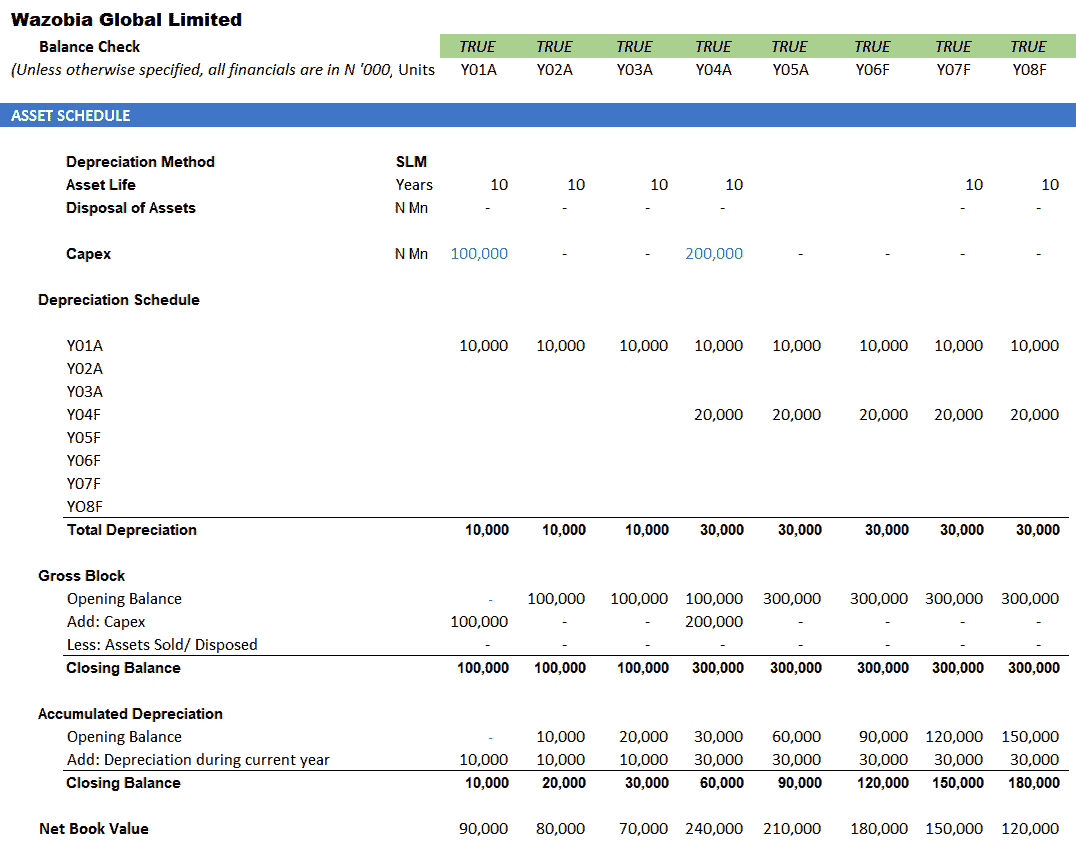 Wazobia Global Limited
Balance Check TRUE TRUE TRUE TRUE TRUE TRUE TRUE TRUE
(Unless otherwise specified, all financials are in N '000, Units Y01A Y02A Y03A Y04A Y05A Y06F Y07F Y08F
ASSET SCHEDULE
Depreciation Method SLM
Asset Life Years 10 10 10 10 10 10
Disposal of Assets N Mn - - - - - -
Capex N Mn 100,000 - - 200,000 - - - -
Depreciation Schedule
Y01A 10,000 10,000 10,000 10,000 10,000 10,000 10,000 10,000
Y02A
Y03A
Y04F 20,000 20,000 20,000 20,000 20,000
Y05F
Y06F
Y07F
YO8F
Total Depreciation 10,000 10,000 10,000 30,000 30,000 30,000 30,000 30,000
Gross Block
Opening Balance - 100,000 100,000 100,000 300,000 300,000 300,000 300,000
Add: Capex 100,000 - - 200,000 - - - -
Less: Assets Sold/ Disposed - - - - - - - -
Closing Balance 100,000 100,000 100,000 300,000 300,000 300,000 300,000 300,000
Accumulated Depreciation
Opening Balance - 10,000 20,000 30,000 60,000 90,000 120,000 150,000
Add: Depreciation during current year 10,000 10,000 10,000 30,000 30,000 30,000 30,000 30,000
Closing Balance 10,000 20,000 30,000 60,000 90,000 120,000 150,000 180,000
Net Book Value 90,000 80,000 70,000 240,000 210,000 180,000 150,000 120,000